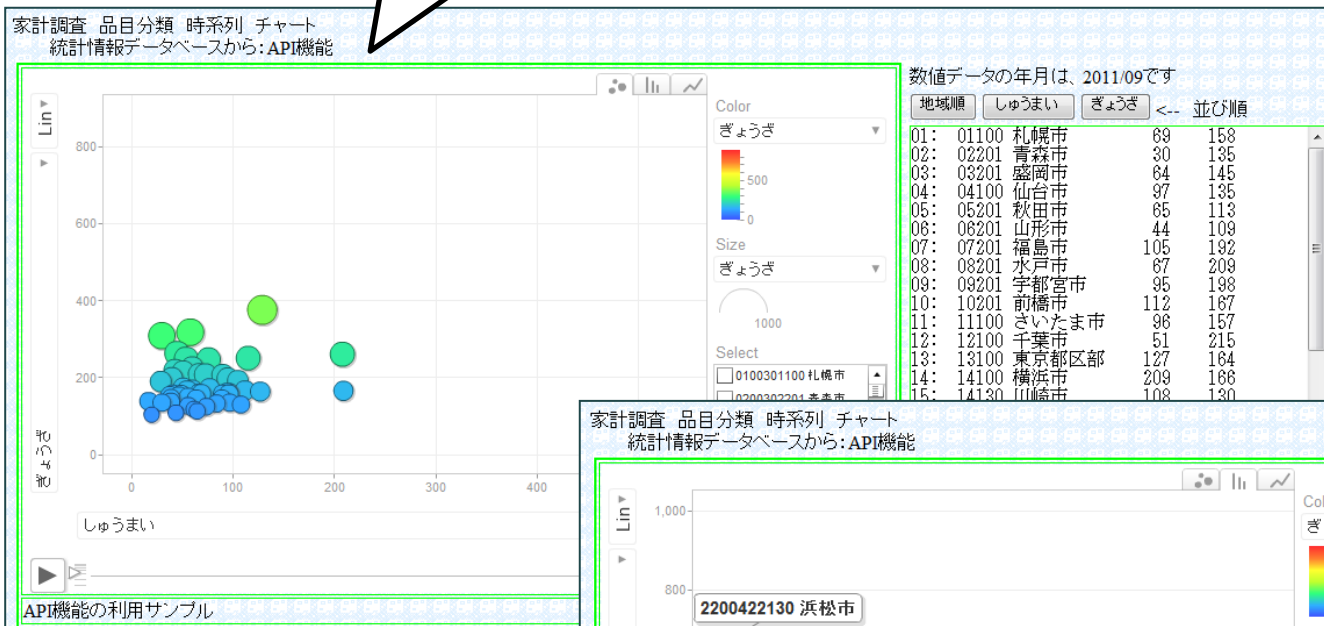 家計調査 品目分類 時系列 チャート
統計情報データベースから：API機能
Lin
800
600
400
200
0
ぎょうざ
0
100
200
300
400
しゅうまい
API機能の利用サンプル
Color
ぎょうざ
500
0
Size
ぎょうざ
1000
Select
0100301100 札幌市
0200302201 青森市
数値データの年月は、2011/09です
地域順 しゅうまい ぎょうざ <-- 並び順
01: 01100 札幌市 69 158
02: 02201 青森市 30 135
03: 03201 盛岡市 64 145
04: 04100 仙台市 97 135
05: 05201 秋田市 65 113
06: 06201 山形市 44 109
07: 07201 福島市 105 192
08: 08201 水戸市 67 209
09: 09201 宇都宮市 95 198
10: 10201 前橋市 112 167
11: 11100 さいたま市 96 157
12: 12100 千葉市 51 215
13: 13100 東京都区部 127 164
14: 14100 横浜市 209 166
15: 14130 川崎市 108 130
家計調査 品目分類 時系列 チャート
統計情報データベースから：API機能
Lin
1,000
800
2200422130 浜松市
Col
ぎ